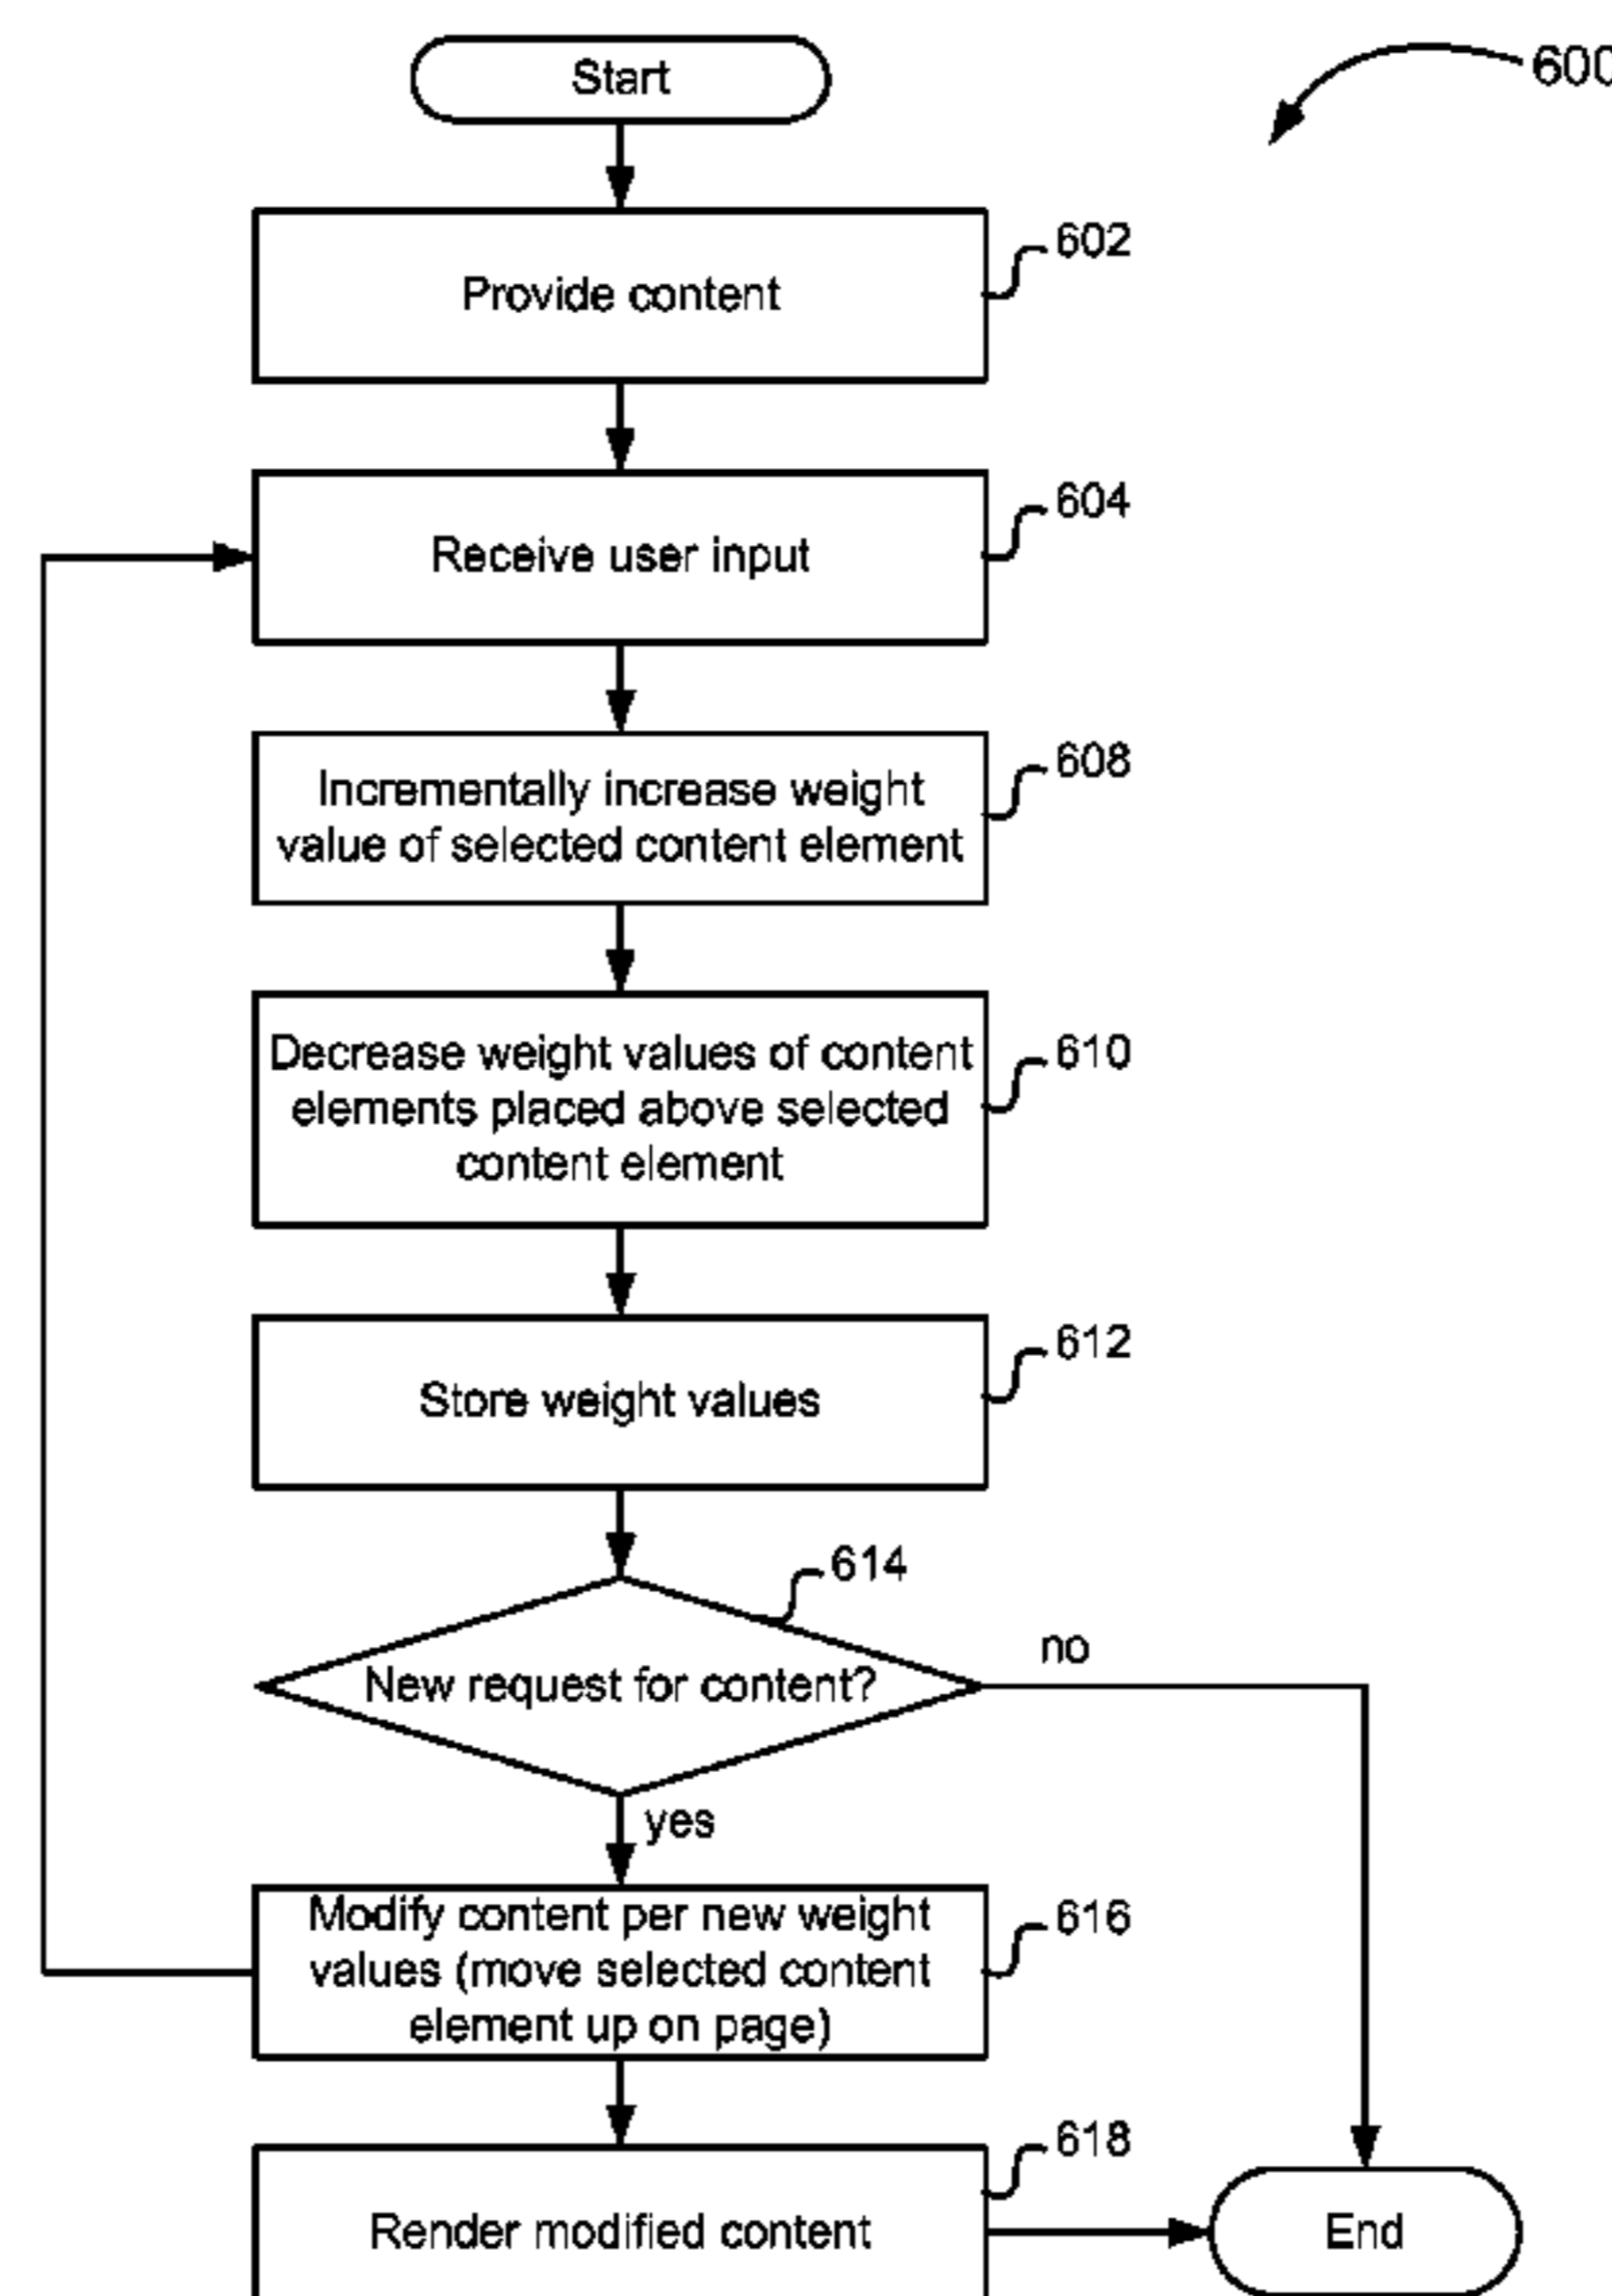 Start
600
Provide content
602
Receive user input
604
Incrementally increase weight
value of selected content element
608
Decrease weight values of content
elements placed above selected
content element
610
Store weight values
612
614
New request for content?
no
yes
Modify content per new weight
values (move selected content
element up on page)
616
Render modified content
618
End